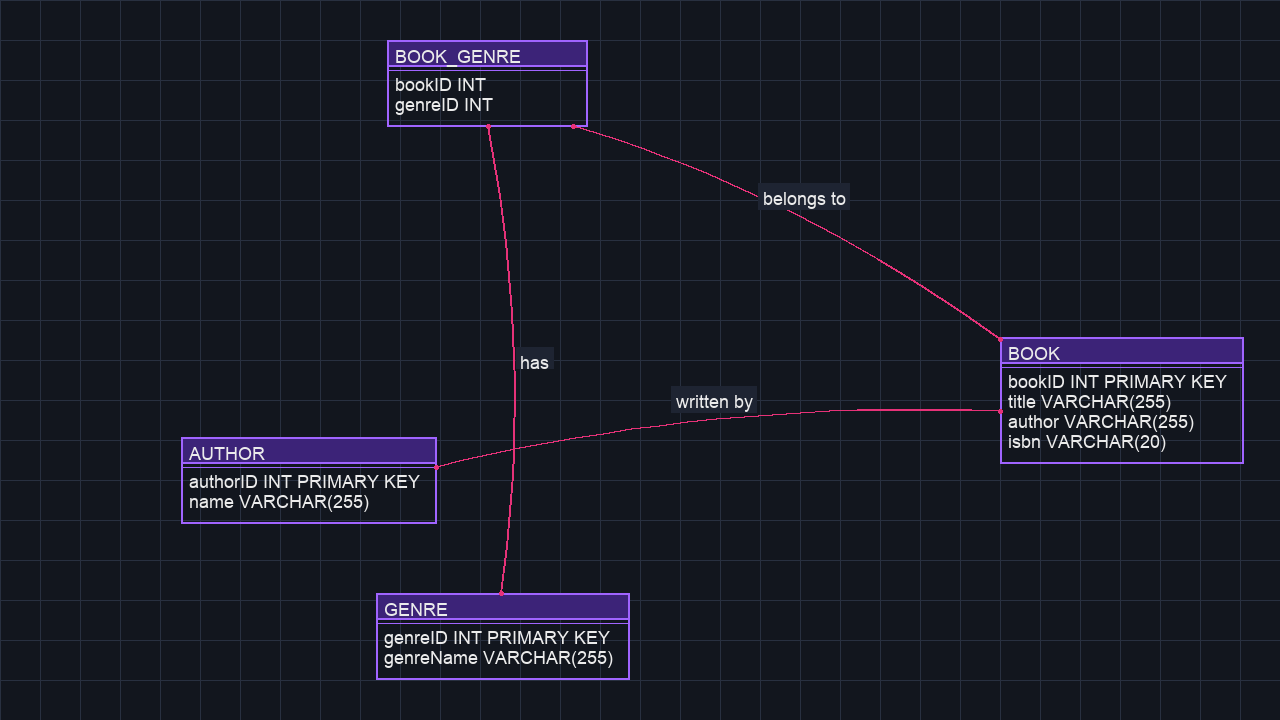 BOOK_GENRE
bookID INT
genreID INT
belongs to
BOOK
bookID INT PRIMARY KEY
title VARCHAR(255)
author VARCHAR(255)
isbn VARCHAR(20)
has
written by
AUTHOR
authorID INT PRIMARY KEY
name VARCHAR(255)
GENRE
genreID INT PRIMARY KEY
genreName VARCHAR(255)